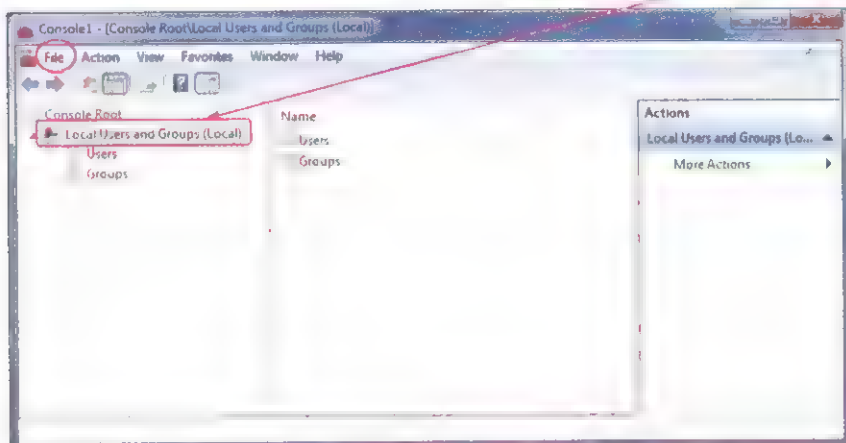 Console1 - [Console Root\Local Users and Groups (Local)]
File Action View Favorites Window Help
Console Root
Local Users and Groups (Local)
Users
Groups
Name
Users
Groups
Actions
Local Users and Groups (Lo...
More Actions